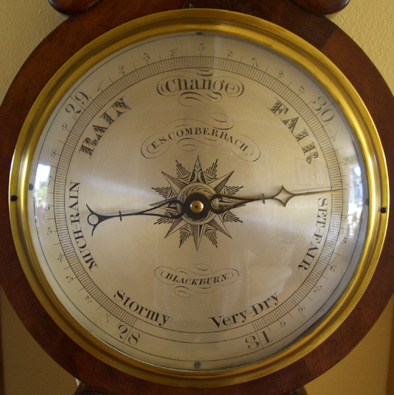 Change
29
30
RAIN
FAIR
E.S.COMBERBACH.
MUCH RAIN
SET-FAIR
BLACKBURN.
Stormy
Very-Dry
28
31